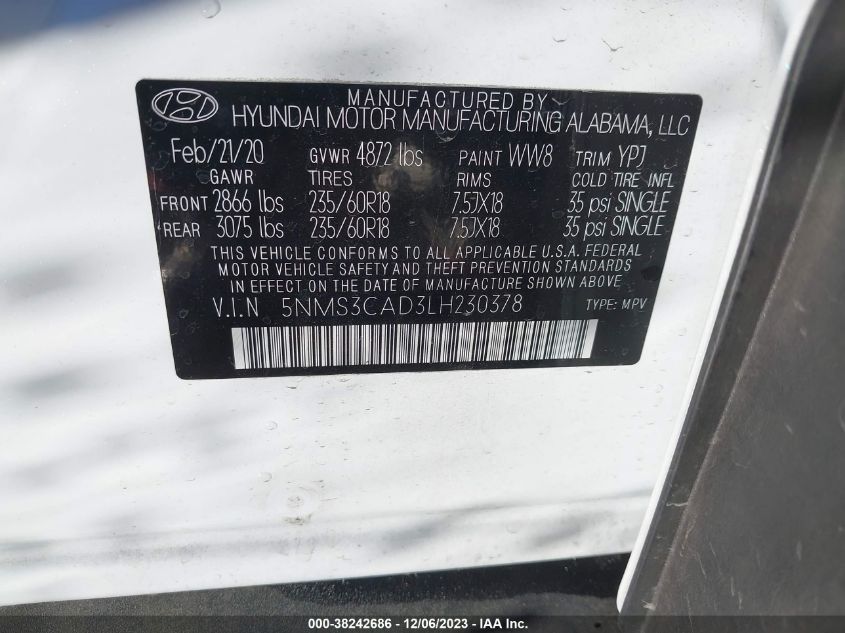 MANUFACTURED BY
HYUNDAI MOTOR MANUFACTURING ALABAMA, LLC
Feb/21/20 GVWR 4872 lbs PAINT WW8 TRIM YPJ
GAWR TIRES RIMS COLD TIRE INFL
FRONT 2866 lbs 235/60R18 7.5JX18 35 psi SINGLE
REAR 3075 lbs 235/60R18 7.5JX18 35 psi SINGLE
THIS VEHICLE CONFORMS TO ALL APPLICABLE U.S.A. FEDERAL
MOTOR VEHICLE SAFETY AND THEFT PREVENTION STANDARDS
IN EFFECT ON THE DATE OF MANUFACTURE SHOWN ABOVE
V.I.N 5NMS3CAD3LH230378 TYPE: MPV
000-38242686 - 12/06/2023 - IAA Inc.